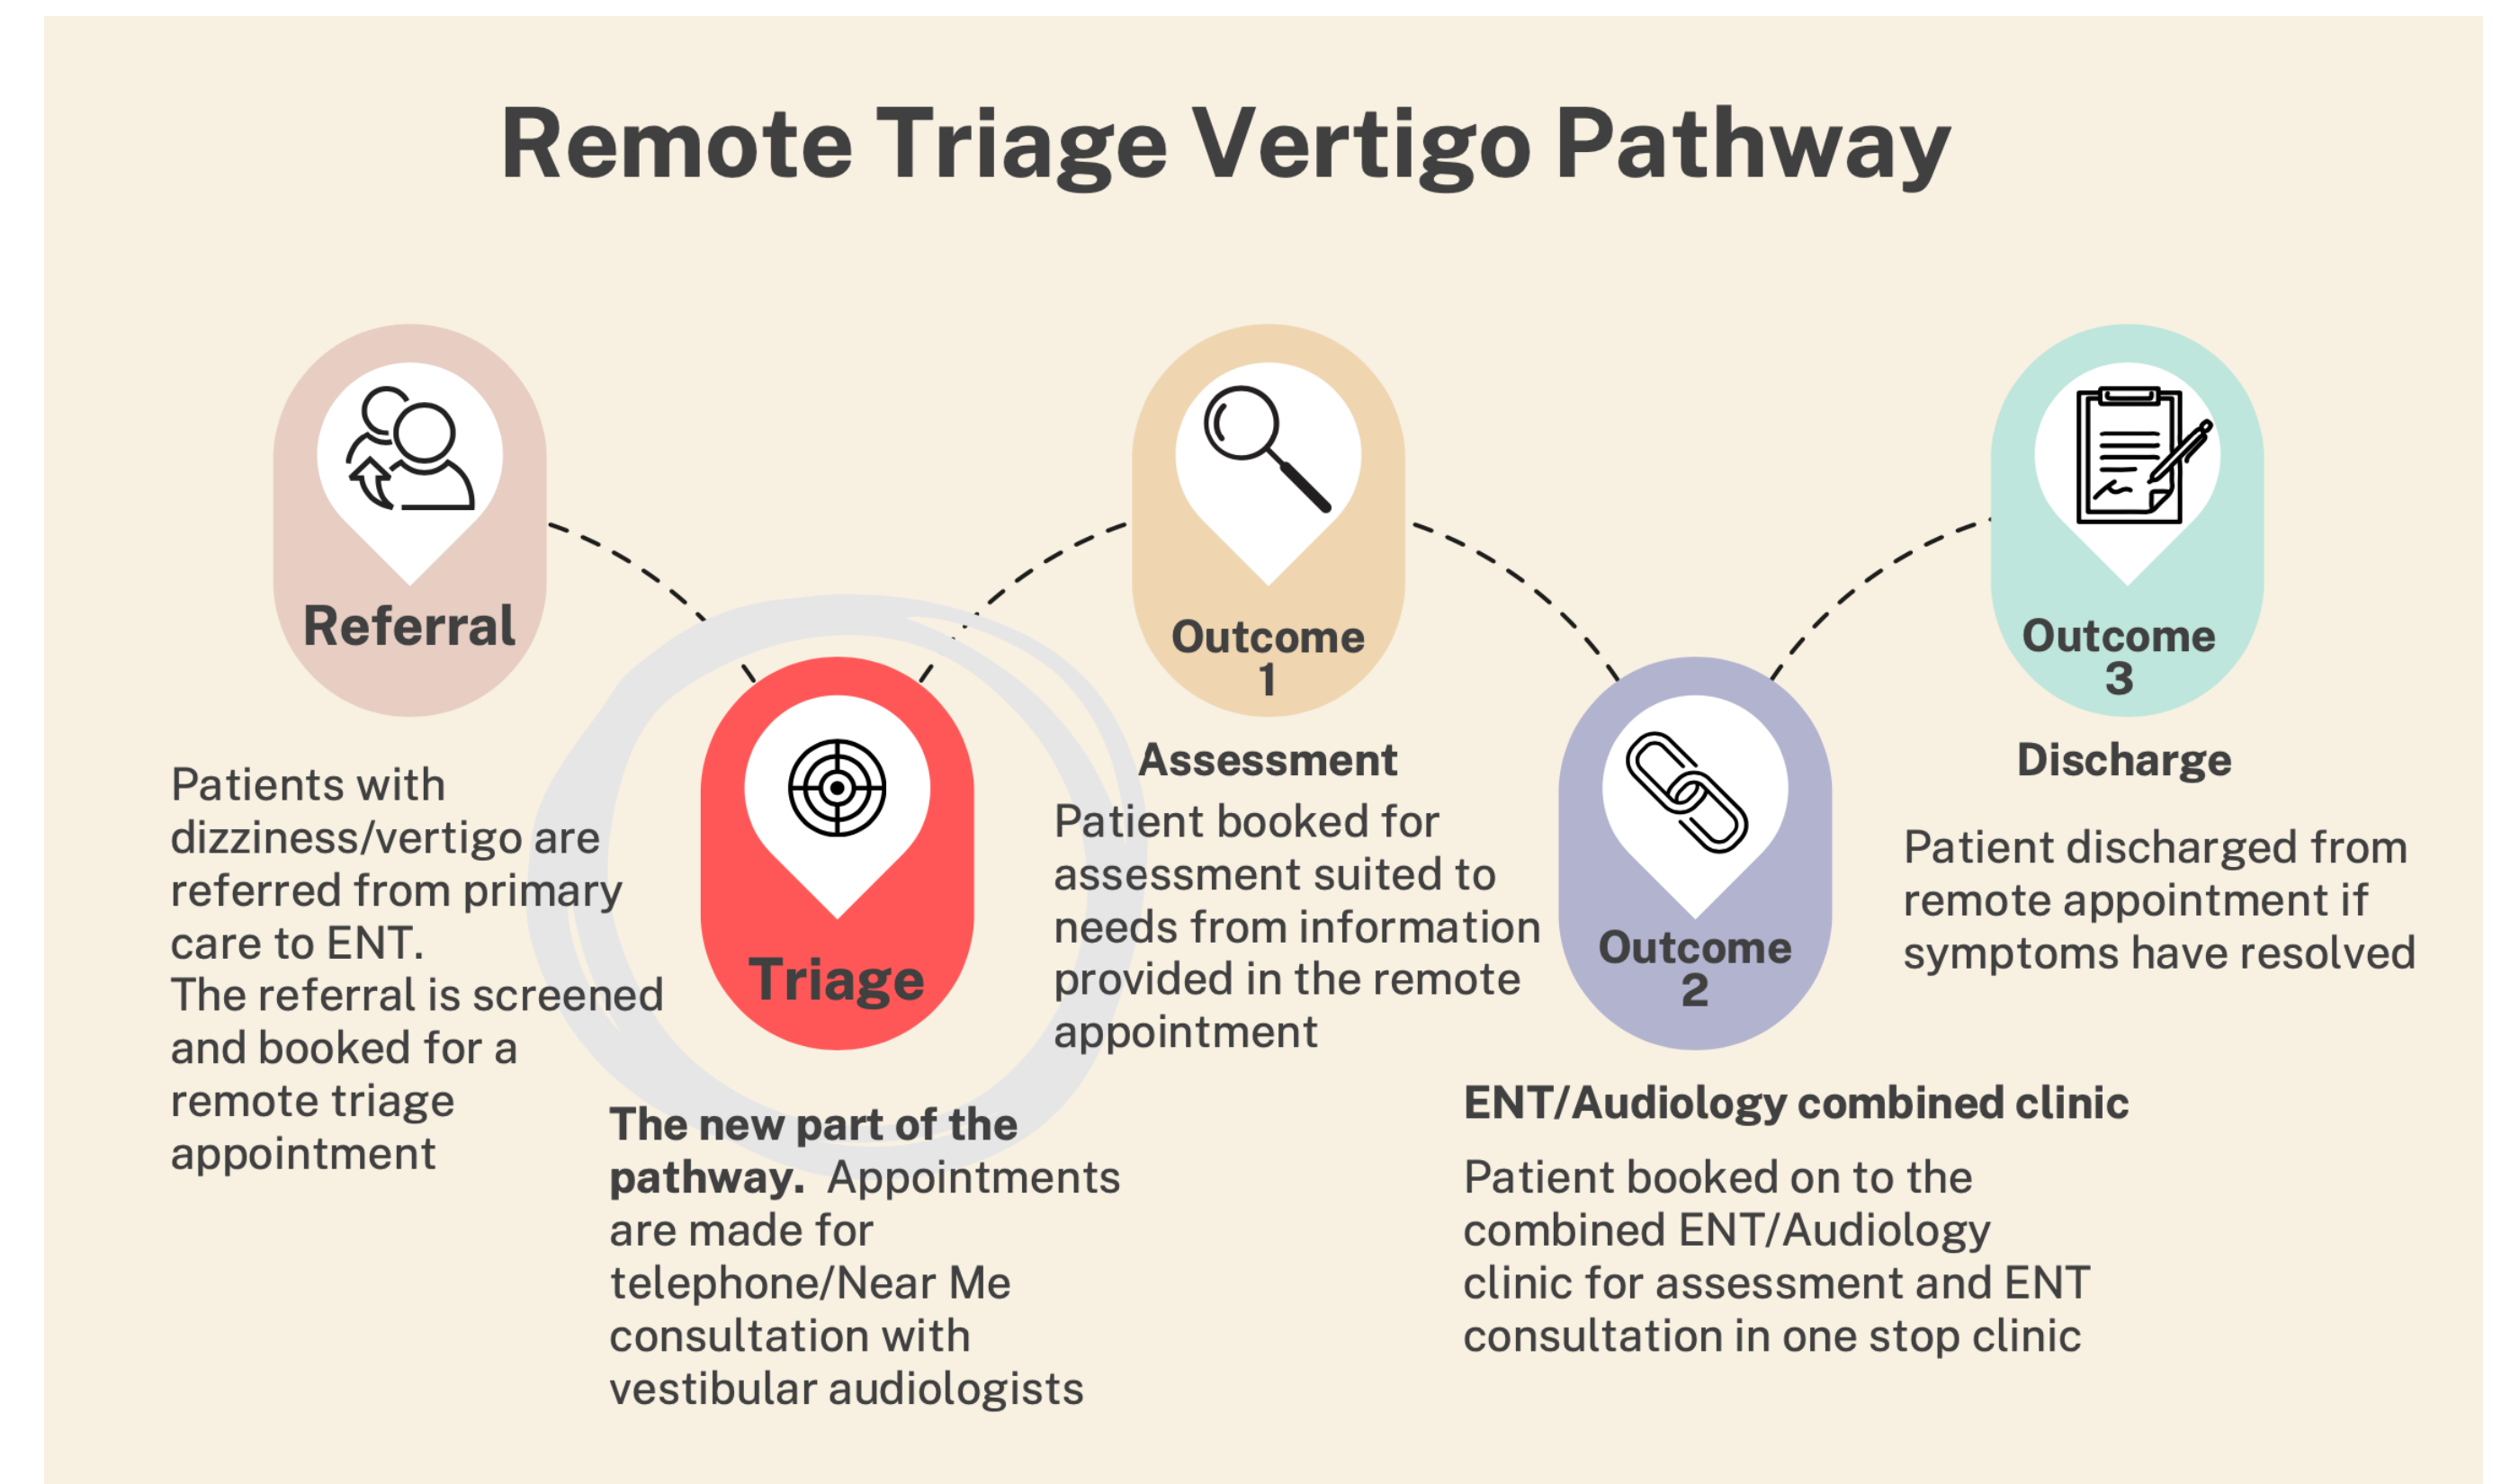 Remote Triage Vertigo Pathway
Referral
Patients with
dizziness/vertigo are
referred from primary
care to ENT.
The referral is screened
and booked for a
remote triage
appointment
Triage
The new part of the
pathway. Appointments
are made for
telephone/Near Me
consultation with
vestibular audiologists
Outcome
1
Assessment
Patient booked for
assessment suited to
needs from information
provided in the remote
appointment
Outcome
2
ENT/Audiology combined clinic
Patient booked on to the
combined ENT/Audiology
clinic for assessment and ENT
consultation in one stop clinic
Outcome
3
Discharge
Patient discharged from
remote appointment if
symptoms have resolved